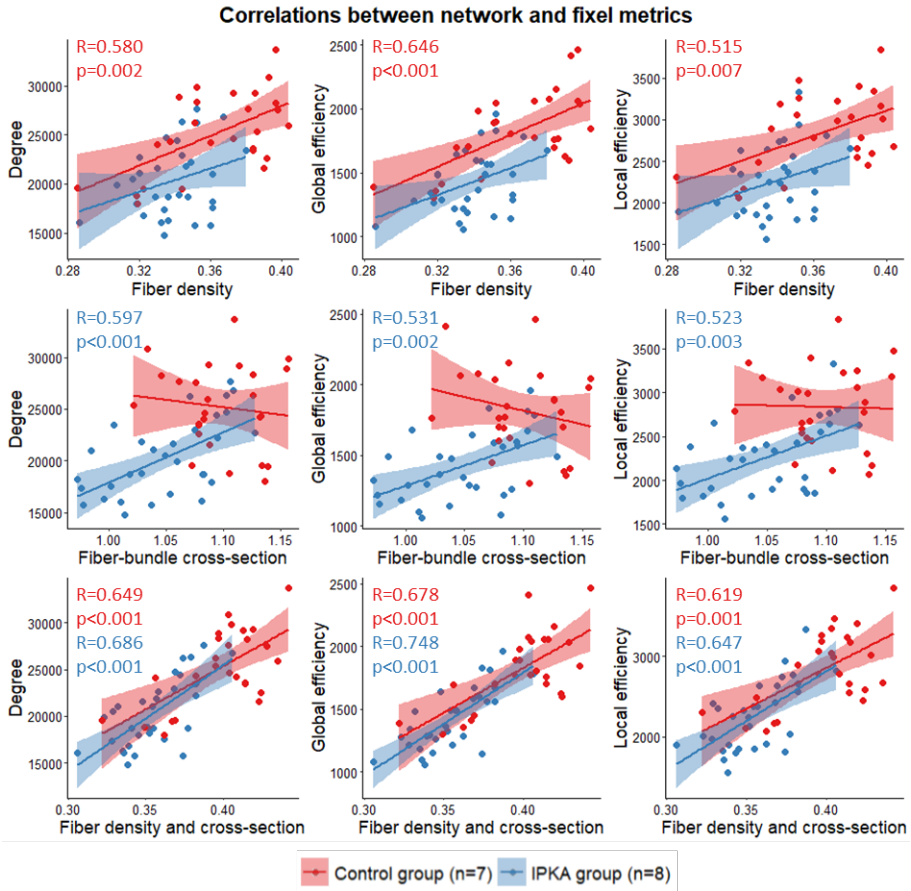 Correlations between network and fixel metrics
R=0.580
p=0.002
Degree
30000
25000
20000
15000
0.28
0.32
0.36
0.40
Fiber density
R=0.646
p<0.001
Global efficiency
2500
2000
1500
1000
0.28
0.32
0.36
0.40
Fiber density
R=0.515
p=0.007
Local efficiency
3500
3000
2500
2000
1500
0.28
0.32
0.36
0.40
Fiber density
R=0.597
p<0.001
Degree
30000
25000
20000
15000
1.00
1.05
1.10
1.15
Fiber-bundle cross-section
R=0.531
p=0.002
Global efficiency
2500
2000
1500
1000
1.00
1.05
1.10
1.15
Fiber-bundle cross-section
R=0.523
p=0.003
Local efficiency
4000
3500
3000
2500
2000
1500
1.00
1.05
1.10
1.15
Fiber-bundle cross-section
R=0.649
p<0.001
R=0.686
p<0.001
Degree
30000
25000
20000
15000
0.30
0.35
0.40
Fiber density and cross-section
R=0.678
p<0.001
R=0.748
p<0.001
Global efficiency
2500
2000
1500
1000
0.30
0.35
0.40
Fiber density and cross-section
R=0.619
p=0.001
R=0.647
p<0.001
Local efficiency
3000
2000
0.30
0.35
0.40
Fiber density and cross-section
Control group (n=7)
IPKA group (n=8)